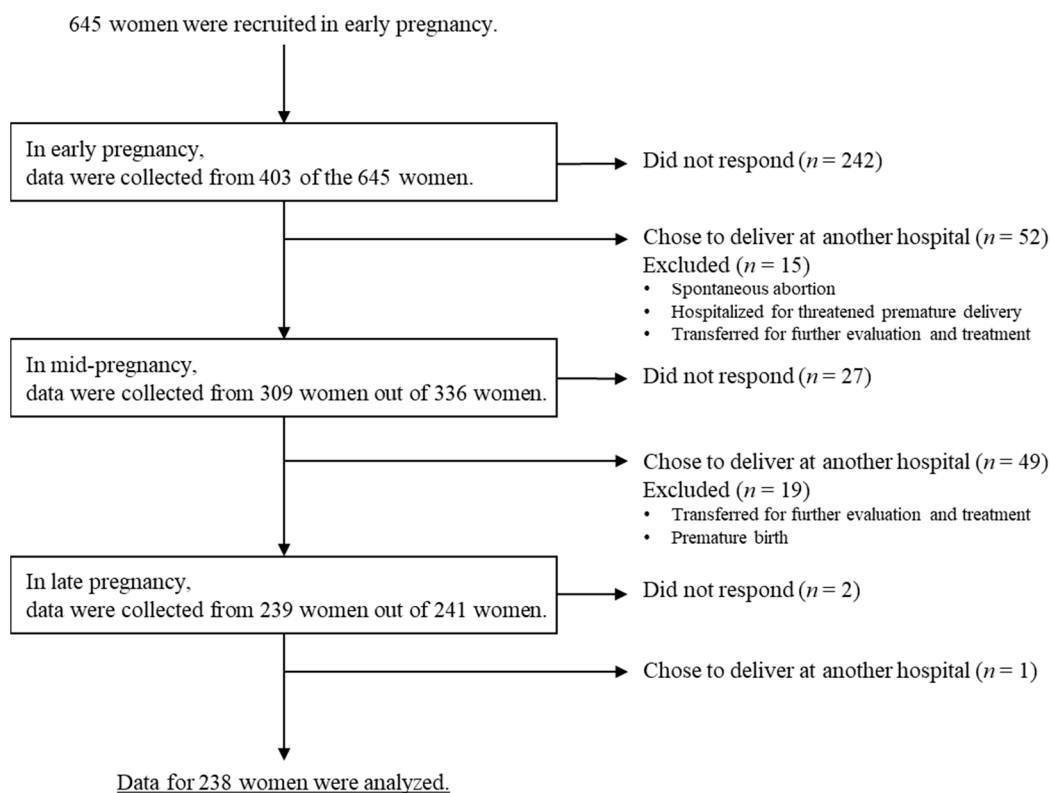 645 women were recruited in early pregnancy.
In early pregnancy,
data were collected from 403 of the 645 women.
Did not respond (n = 242)
Chose to deliver at another hospital (n = 52)
Excluded (n = 15)
• Spontaneous abortion
• Hospitalized for threatened premature delivery
• Transferred for further evaluation and treatment
In mid-pregnancy,
data were collected from 309 women out of 336 women.
Did not respond (n = 27)
Chose to deliver at another hospital (n = 49)
Excluded (n = 19)
• Transferred for further evaluation and treatment
• Premature birth
In late pregnancy,
data were collected from 239 women out of 241 women.
Did not respond (n = 2)
Chose to deliver at another hospital (n = 1)
Data for 238 women were analyzed.